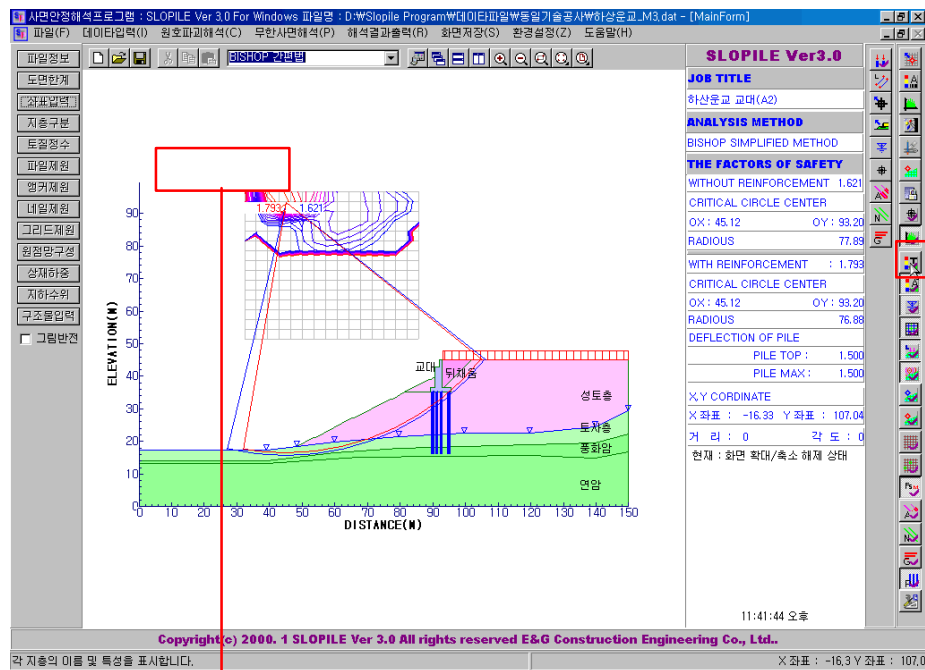 사면안정해석프로그램 : SLOPILE Ver 3.0 For Windows 파일명 : D:₩Slopile Program₩데이타파일₩동일기술공사₩하상운교_M3.dat - [MainForm]
파일(F) 데이타입력(I) 원호파괴해석(C) 무한사면해석(P) 해석결과출력(R) 화면저장(S) 환경설정(Z) 도움말(H)
BISHOP 간편법
파일정보
도면한계
좌표입력
지층구분
토질정수
파일제원
앵커제원
네일제원
그리드제원
원점망구성
상재하중
지하수위
구조물입력
그림반전
1.793 1.621
90
80
70
60
50
40
30
20
10
0
ELEVATION(M)
교대
뒤채움
성토층
토사층
풍화암
연암
0 10 20 30 40 50 60 70 80 90 100 110 120 130 140 150
DISTANCE(M)
SLOPILE Ver3.0
JOB TITLE
하산운교 교대(A2)
ANALYSIS METHOD
BISHOP SIMPLIFIED METHOD
THE FACTORS OF SAFETY
WITHOUT REINFORCEMENT 1.621
CRITICAL CIRCLE CENTER
OX : 45.12 OY : 93.20
RADIOUS 77.89
WITH REINFORCEMENT : 1.793
CRITICAL CIRCLE CENTER
OX : 45.12 OY : 93.20
RADIOUS 76.88
DEFLECTION OF PILE
PILE TOP : 1.500
PILE MAX : 1.500
X,Y CORDINATE
X 좌표 : -16.33 Y 좌표 : 107.04
거 리 : 0 각 도 : 0
현재 : 화면 확대/축소 해제 상태
11:41:44 오후
Copyright(c) 2000. 1 SLOPILE Ver 3.0 All rights reserved E&G Construction Engineering Co., Ltd..
각 지층의 이름 및 특성을 표시합니다.
X 좌표 : -16,3 Y 좌표 : 107,0